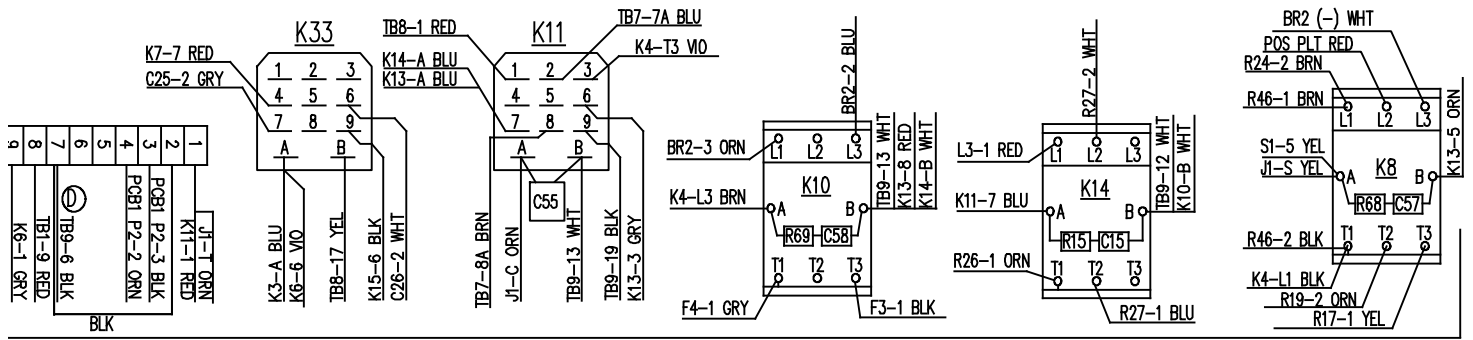 9 8 7 6 5 4 3 2 1
K6-1 GRY
TB1-9 RED
TB9-6 BLK
PCB1 P2-2 ORN
PCB1 P2-3 BLK
K11-1 RED
J1-T ORN
BLK
K33
K7-7 RED
C25-2 GRY
1 2 3
4 5 6
7 8 9
A B
K3-A BLU
K6-6 VIO
TB8-17 YEL
K15-6 BLK
C26-2 WHT
K11
TB8-1 RED
TB7-7A BLU
K14-A BLU
K4-T3 VIO
K13-A BLU
1 2 3
4 5 6
7 8 9
A B
C55
TB7-8A BRN
J1-C ORN
TB9-13 WHT
TB9-19 BLK
K13-3 GRY
BR2-2 BLU
BR2-3 ORN
L1 L2 L3
K10
K4-L3 BRN
A B
R69 C58
T1 T2 T3
F4-1 GRY
F3-1 BLK
TB9-13 WHT
K13-8 RED
K14-B WHT
R27-2 WHT
L3-1 RED
L1 L2 L3
K14
K11-7 BLU
A B
R15 C15
R26-1 ORN
T1 T2 T3
R27-1 BLU
TB9-12 WHT
K10-B WHT
BR2 (-) WHT
POS PLT RED
R24-2 BRN
R46-1 BRN
L1 L2 L3
S1-5 YEL
J1-S YEL
A K8 B
R68 C57
K13-5 ORN
R46-2 BLK
T1 T2 T3
K4-L1 BLK
R19-2 ORN
R17-1 YEL